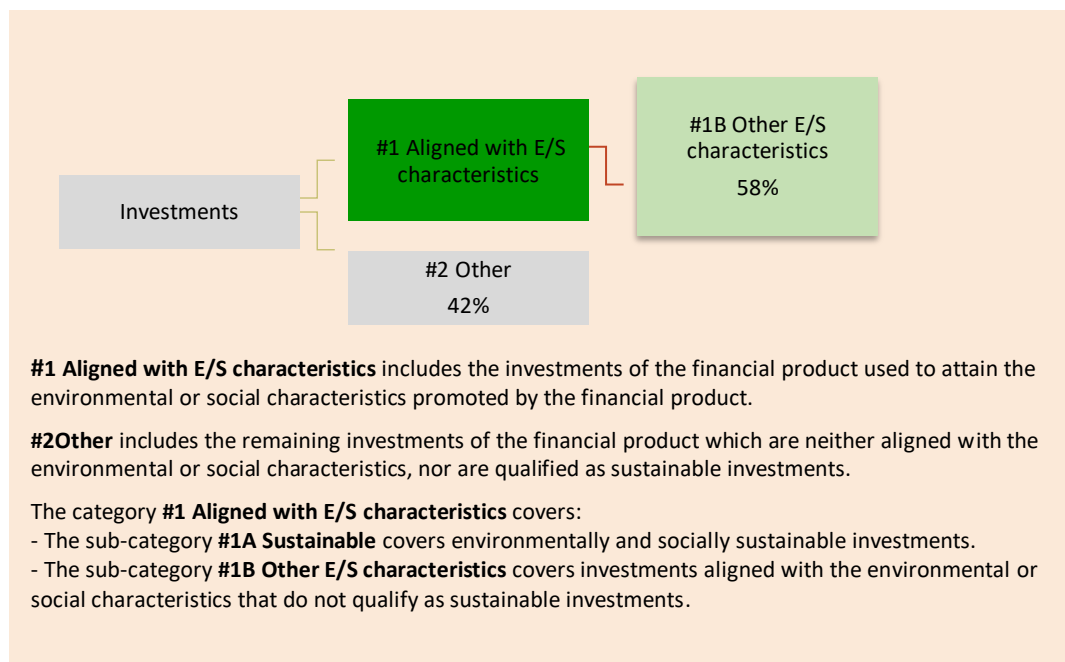 Investments
#1 Aligned with E/S
characteristics
#1B Other E/S
characteristics
58%
#2 Other
42%
#1 Aligned with E/S characteristics includes the investments of the financial product used to attain the
environmental or social characteristics promoted by the financial product.
#2Other includes the remaining investments of the financial product which are neither aligned with the
environmental or social characteristics, nor are qualified as sustainable investments.
The category #1 Aligned with E/S characteristics covers:
- The sub-category #1A Sustainable covers environmentally and socially sustainable investments.
- The sub-category #1B Other E/S characteristics covers investments aligned with the environmental or
social characteristics that do not qualify as sustainable investments.